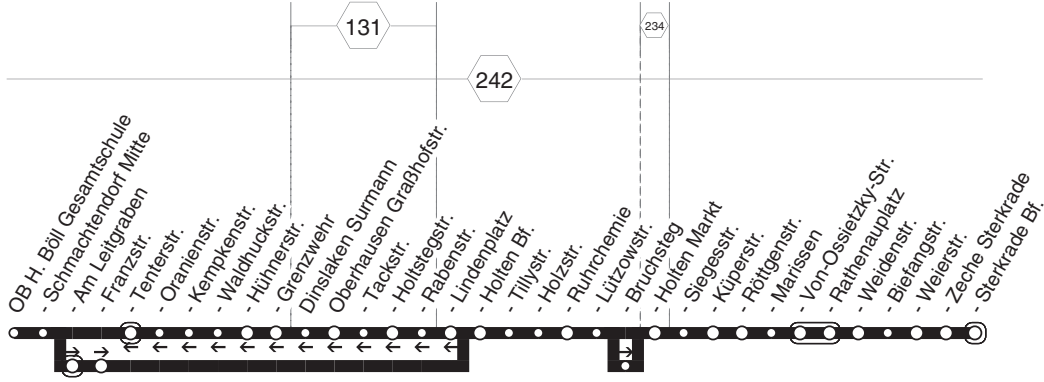 131
234
242
OB H. Böll Gesamtschule
- Schmachtendorf Mitte
- Am Leitgraben
- Franzstr.
- Tenterstr.
- Oranienstr.
- Kempkenstr.
- Waldhuckstr.
- Hühnerstr.
- Grenzwehr
Dinslaken Surmann
Oberhausen Graßhofstr.
- Tackstr.
- Holtstegstr.
- Rabenstr.
- Lindenplatz
- Holten Bf.
- Tillystr.
- Holzstr.
- Ruhrchemie
- Lützowstr.
- Bruchsteg
- Hofen Markt
- Siegesstr.
- Küperstr.
- Röttgenstr.
- Marissen
- Von-Ossietzky-Str.
- Rathenauplatz
- Weidenstr.
- Biefangstr.
- Weierstr.
- Zeche Sterkrade
- Sterkrade Bf.